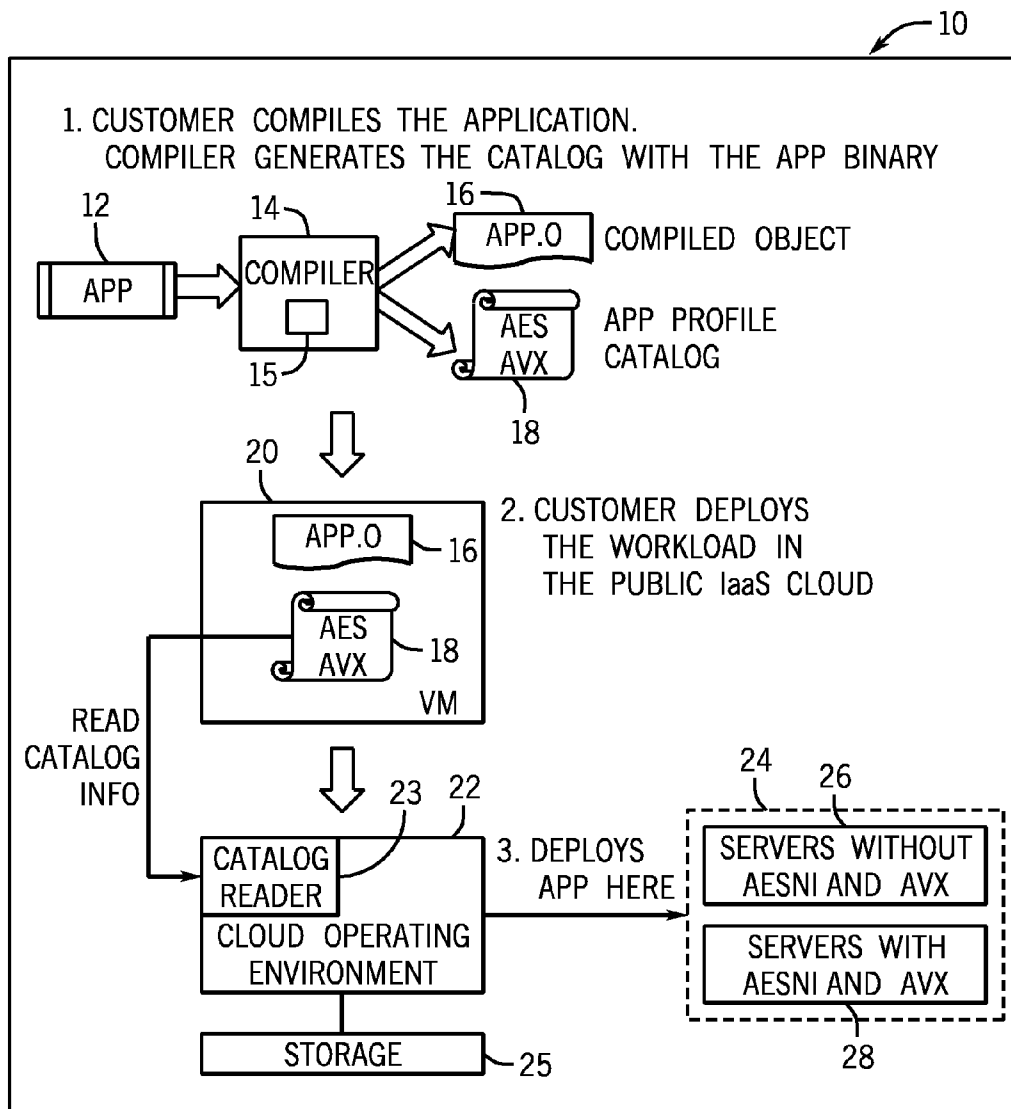 10
1. CUSTOMER COMPILES THE APPLICATION.
COMPILER GENERATES THE CATALOG WITH THE APP BINARY
12
14
16
APP
COMPILER
15
APP.O
COMPILED OBJECT
AES
AVX
APP PROFILE
CATALOG
18
20
APP.O
16
AES
AVX
18
VM
2. CUSTOMER DEPLOYS
THE WORKLOAD IN
THE PUBLIC IaaS CLOUD
READ
CATALOG
INFO
23
22
CATALOG
READER
CLOUD OPERATING
ENVIRONMENT
3. DEPLOYS
APP HERE
24
26
SERVERS WITHOUT
AESNI AND AVX
SERVERS WITH
AESNI AND AVX
28
STORAGE
25